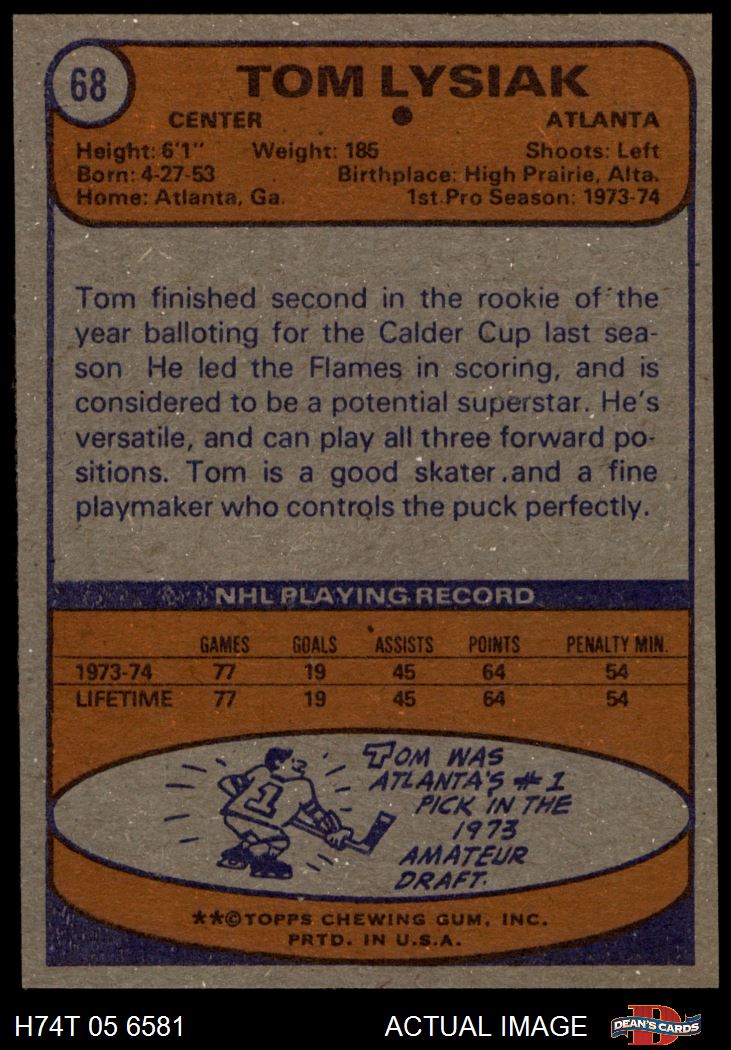 68
TOM LYSIAK
CENTER ATLANTA
Height: 6'1" Weight: 185 Shoots: Left
Born: 4-27-53 Birthplace: High Prairie, Alta.
Home: Atlanta, Ga. 1st Pro Season: 1973-74
Tom finished second in the rookie of the
year balloting for the Calder Cup last sea-
son He led the Flames in scoring, and is
considered to be a potential superstar. He's
versatile, and can play all three forward po-
sitions. Tom is a good skater and a fine
playmaker who controls the puck perfectly.
NHL PLAYING RECORD
GAMES GOALS ASSISTS POINTS PENALTY MIN.
1973-74 77 19 45 64 54
LIFETIME 77 19 45 64 54
1
TOM WAS
ATLANTA'S #1
PICK IN THE
1973
AMATEUR
DRAFT.
**©TOPPS CHEWING GUM, INC.
PRTD. IN U.S.A.
H74T 05 6581 ACTUAL IMAGE DEAN'S CARDS